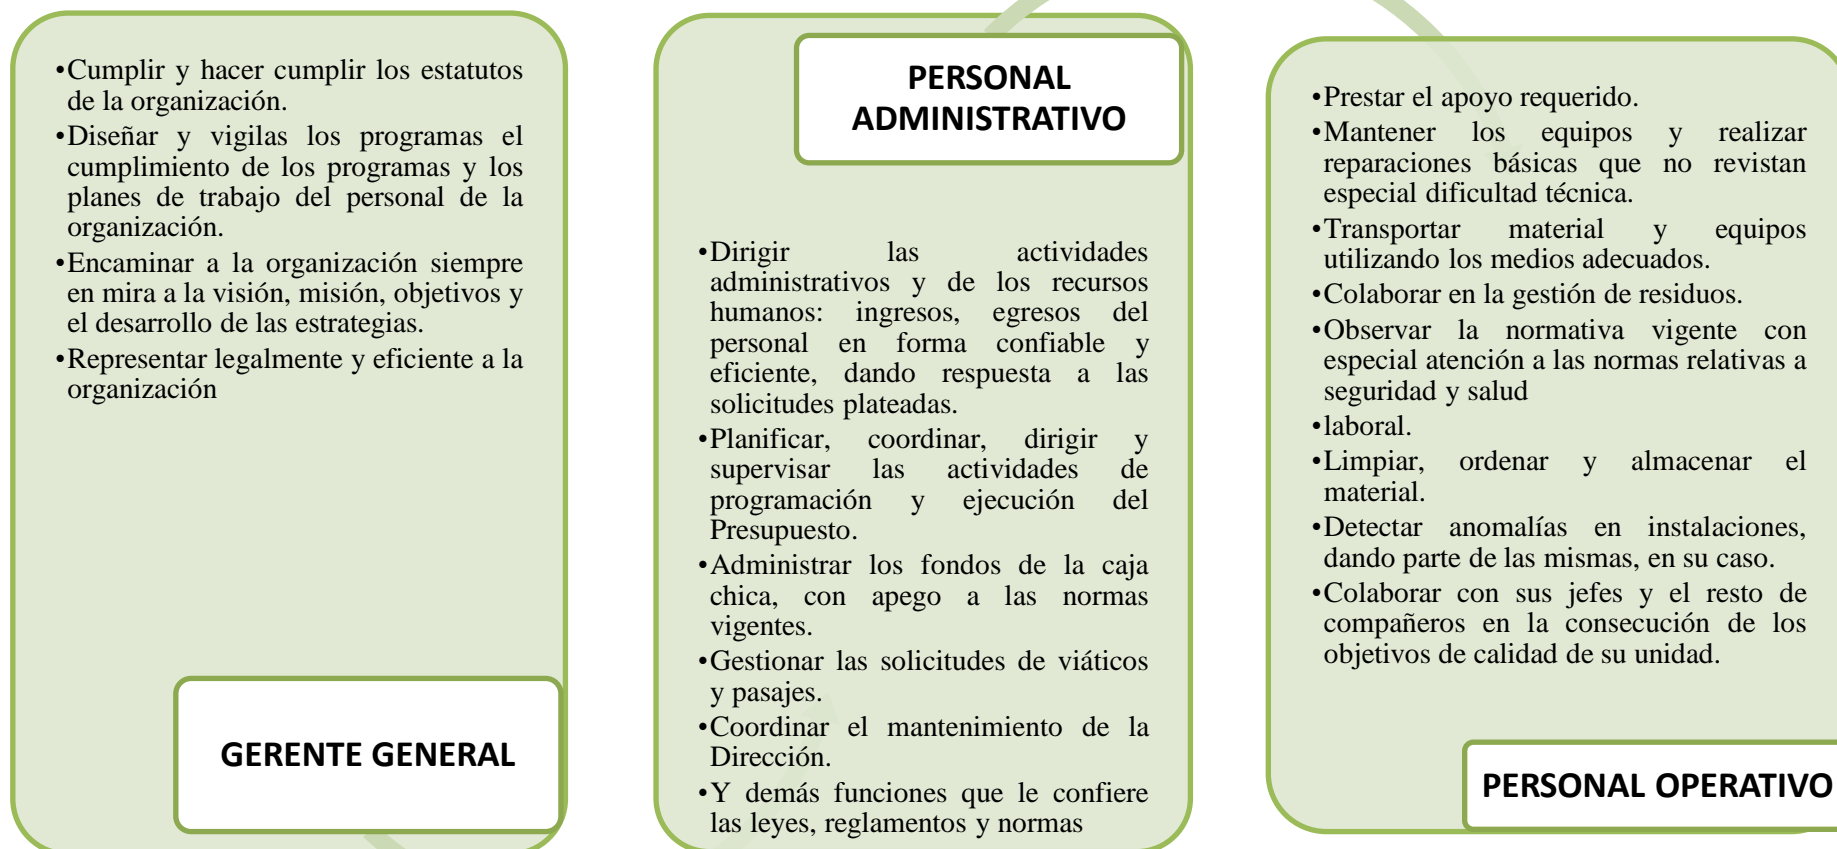 •Cumplir y hacer cumplir los estatutos
de la organización.
•Diseñar y vigilas los programas el
cumplimiento de los programas y los
planes de trabajo del personal de la
organización.
•Encaminar a la organización siempre
en mira a la visión, misión, objetivos y
el desarrollo de las estrategias.
•Representar legalmente y eficiente a la
organización
GERENTE GENERAL
PERSONAL
ADMINISTRATIVO
•Dirigir las actividades
administrativos y de los recursos
humanos: ingresos, egresos del
personal en forma confiable y
eficiente, dando respuesta a las
solicitudes plateadas.
•Planificar, coordinar, dirigir y
supervisar las actividades de
programación y ejecución del
Presupuesto.
•Administrar los fondos de la caja
chica, con apego a las normas
vigentes.
•Gestionar las solicitudes de viáticos
y pasajes.
•Coordinar el mantenimiento de la
Dirección.
•Y demás funciones que le confiere
las leyes, reglamentos y normas
•Prestar el apoyo requerido.
•Mantener los equipos y realizar
reparaciones básicas que no revistan
especial dificultad técnica.
•Transportar material y equipos
utilizando los medios adecuados.
•Colaborar en la gestión de residuos.
•Observar la normativa vigente con
especial atención a las normas relativas a
seguridad y salud
•laboral.
•Limpiar, ordenar y almacenar el
material.
•Detectar anomalías en instalaciones,
dando parte de las mismas, en su caso.
•Colaborar con sus jefes y el resto de
compañeros en la consecución de los
objetivos de calidad de su unidad.
PERSONAL OPERATIVO